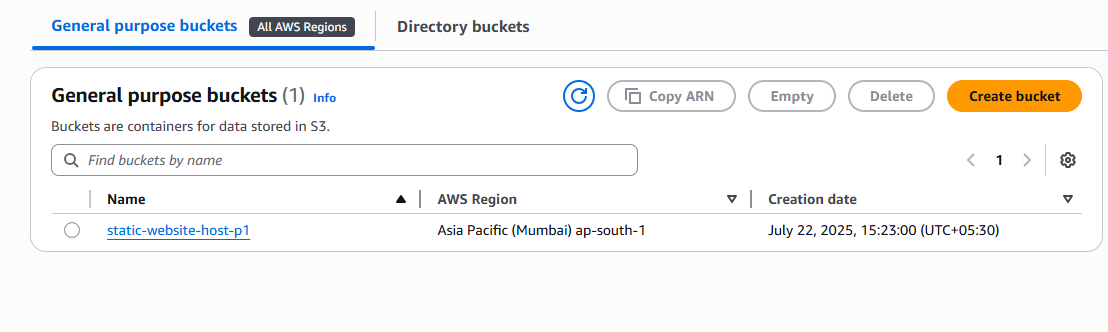 General purpose buckets All AWS Regions Directory buckets
General purpose buckets (1) Info Copy ARN Empty Delete Create bucket
Buckets are containers for data stored in S3.
Find buckets by name 1
Name AWS Region Creation date
static-website-host-p1 Asia Pacific (Mumbai) ap-south-1 July 22, 2025, 15:23:00 (UTC+05:30)